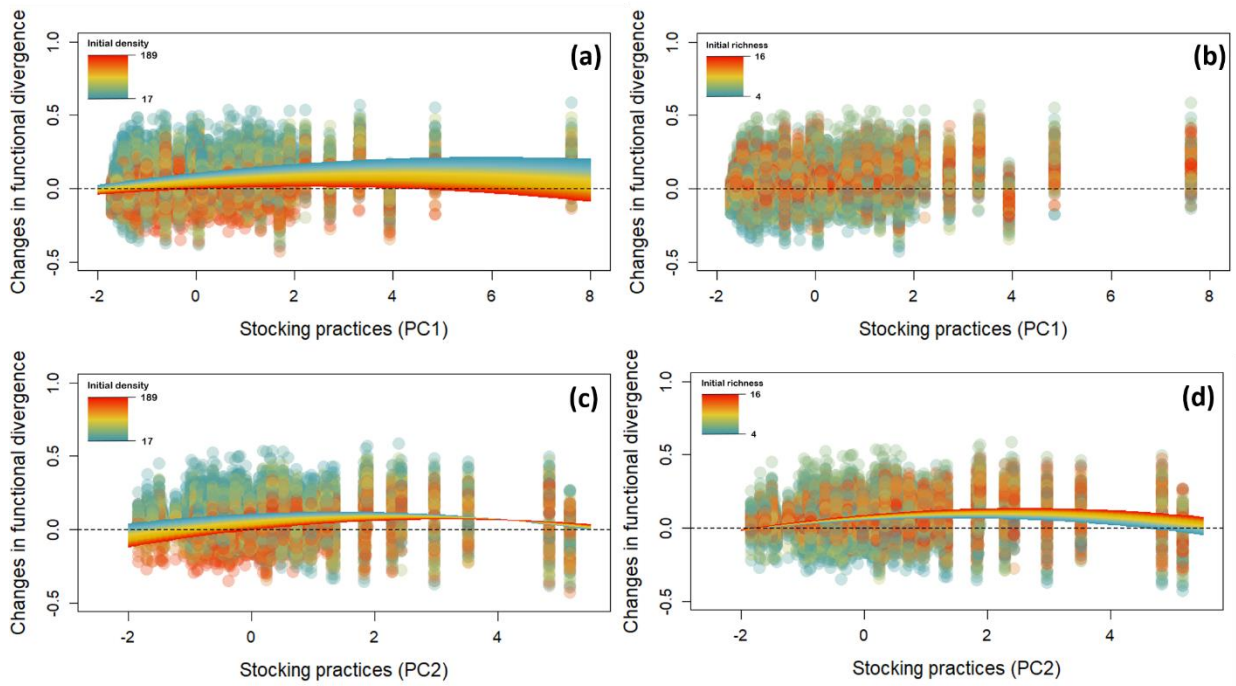 Changes in functional divergence
1.0
0.5
0.0
-0.5
Initial density
189
17
(a)
-2
0
2
4
6
8
Stocking practices (PC1)
Changes in functional divergence
1.0
0.5
0.0
-0.5
Initial richness
16
4
(b)
-2
0
2
4
6
8
Stocking practices (PC1)
Changes in functional divergence
1.0
0.5
0.0
-0.5
Initial density
189
17
(c)
-2
0
2
4
Stocking practices (PC2)
Changes in functional divergence
1.0
0.5
0.0
-0.5
Initial richness
16
4
(d)
-2
0
2
4
Stocking practices (PC2)